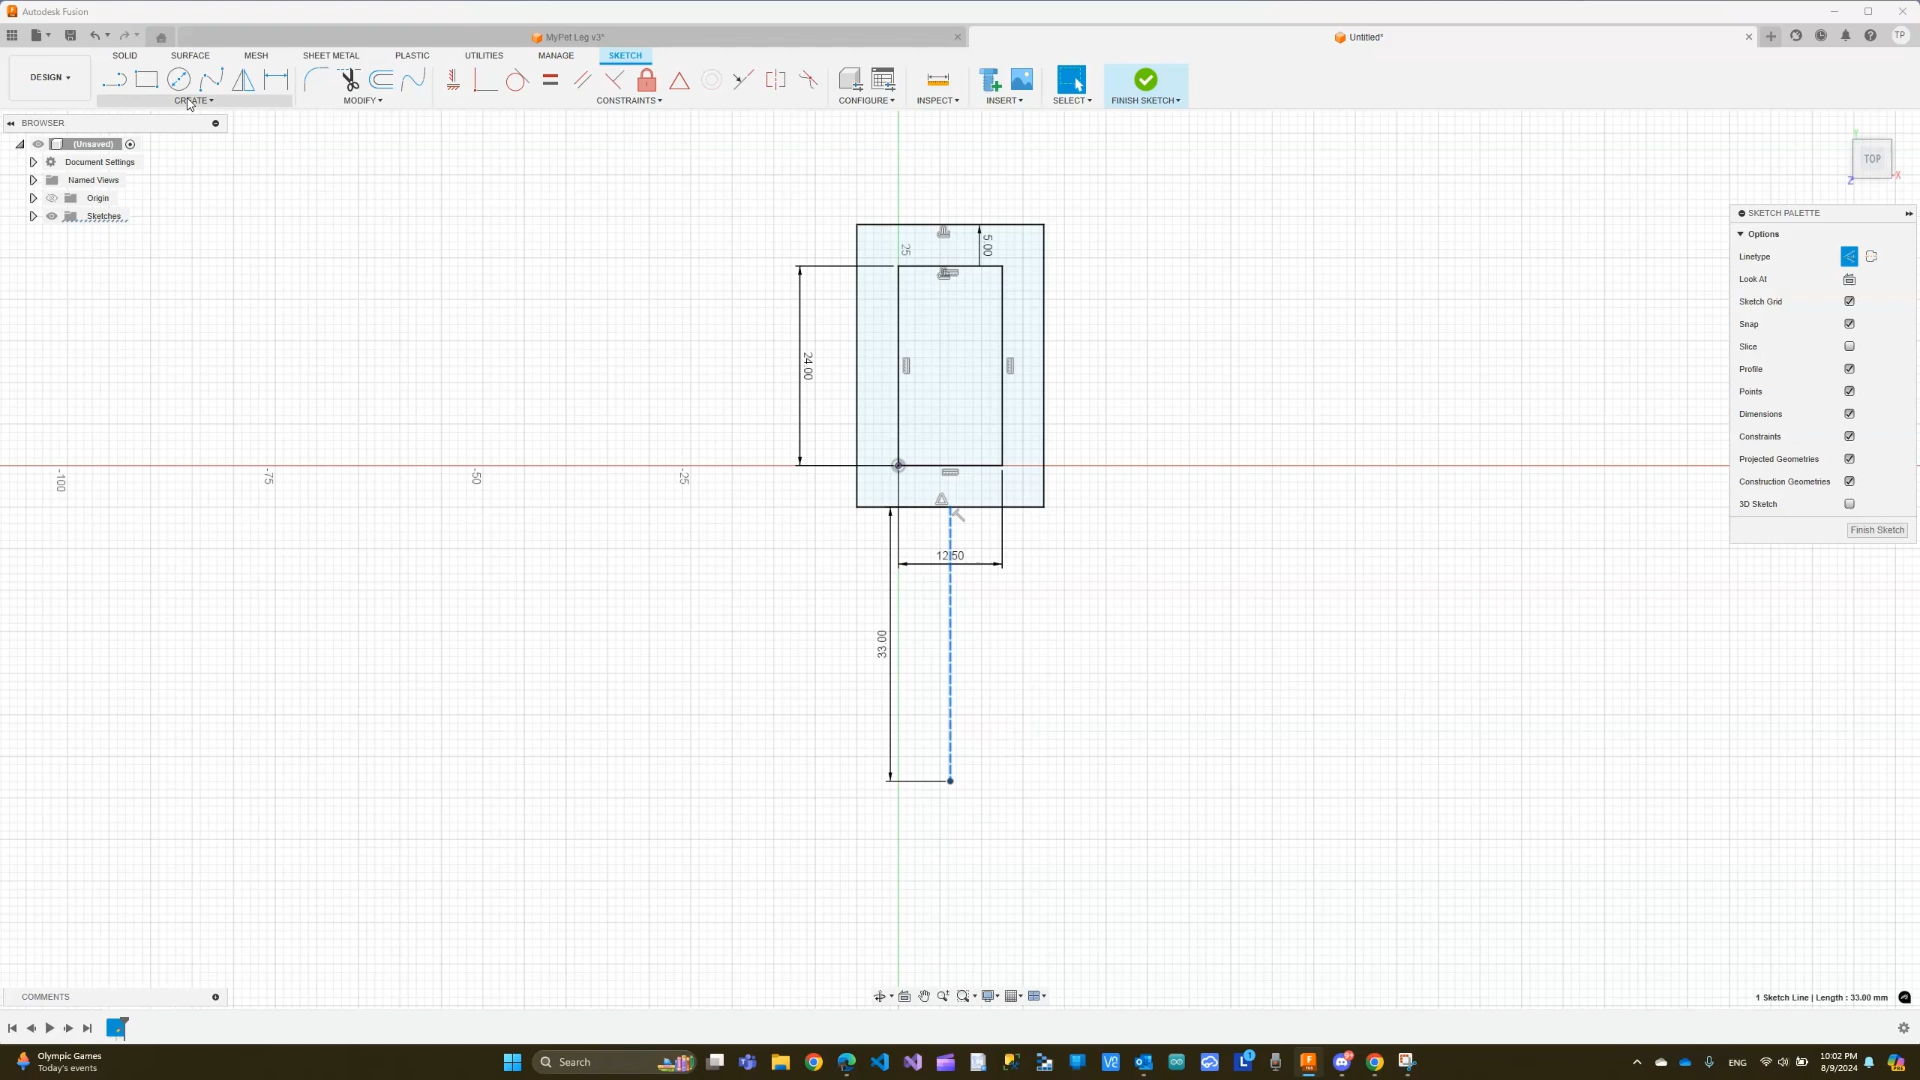 Autodesk Fusion
MyPet Leg v3*
Untitled*
TP
DESIGN
SOLID
SURFACE
MESH
SHEET METAL
PLASTIC
UTILITIES
MANAGE
SKETCH
CREATE
MODIFY
CONSTRAINTS
CONFIGURE
INSPECT
INSERT
SELECT
FINISH SKETCH
BROWSER
(Unsaved)
Document Settings
Named Views
Origin
Sketches
TOP
Y
X
Z
SKETCH PALETTE
Options
Linetype
Look At
Sketch Grid
Snap
Slice
Profile
Points
Dimensions
Constraints
Projected Geometries
Construction Geometries
3D Sketch
Finish Sketch
25
5.00
24.00
-100
-75
-50
-25
12.50
33.00
COMMENTS
1 Sketch Line | Length : 33.00 mm
Olympic Games
Today's events
Search
ENG
10:02 PM
8/9/2024